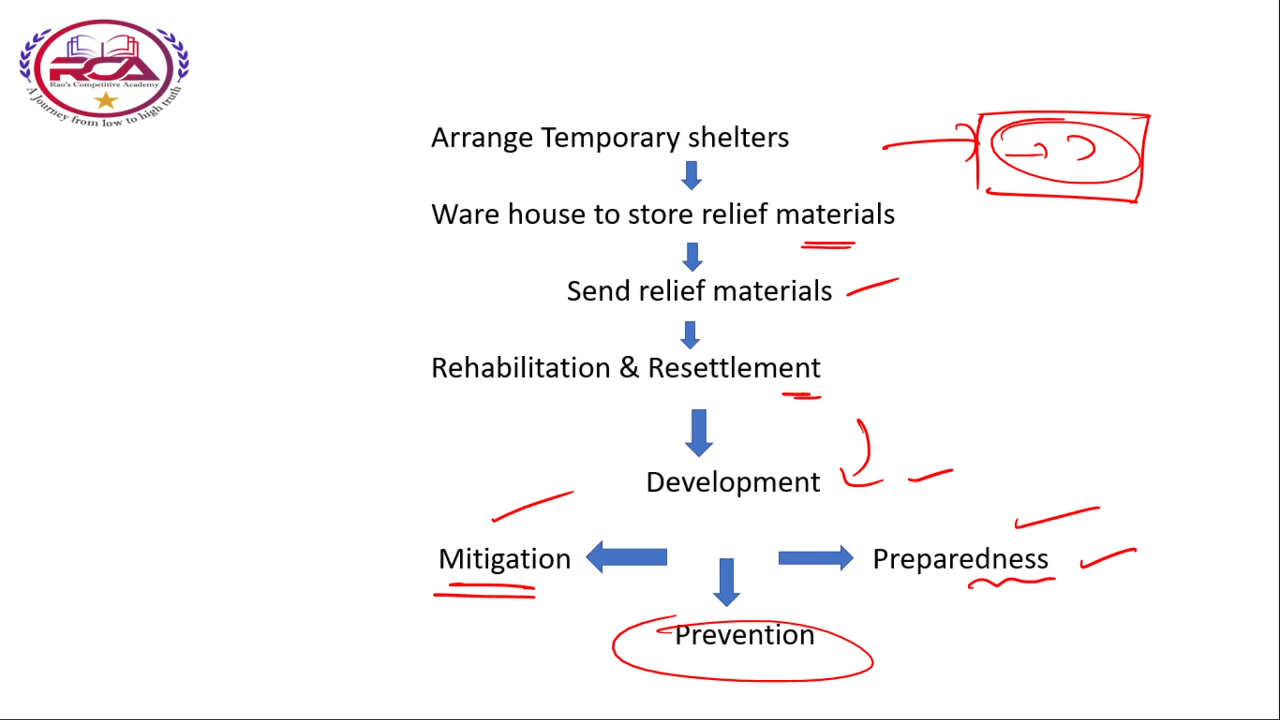 RCA
Rao's Competitive Academy
A Journey from low to high truth
Arrange Temporary shelters
Ware house to store relief materials
Send relief materials
Rehabilitation & Resettlement
Development
Mitigation
Preparedness
Prevention